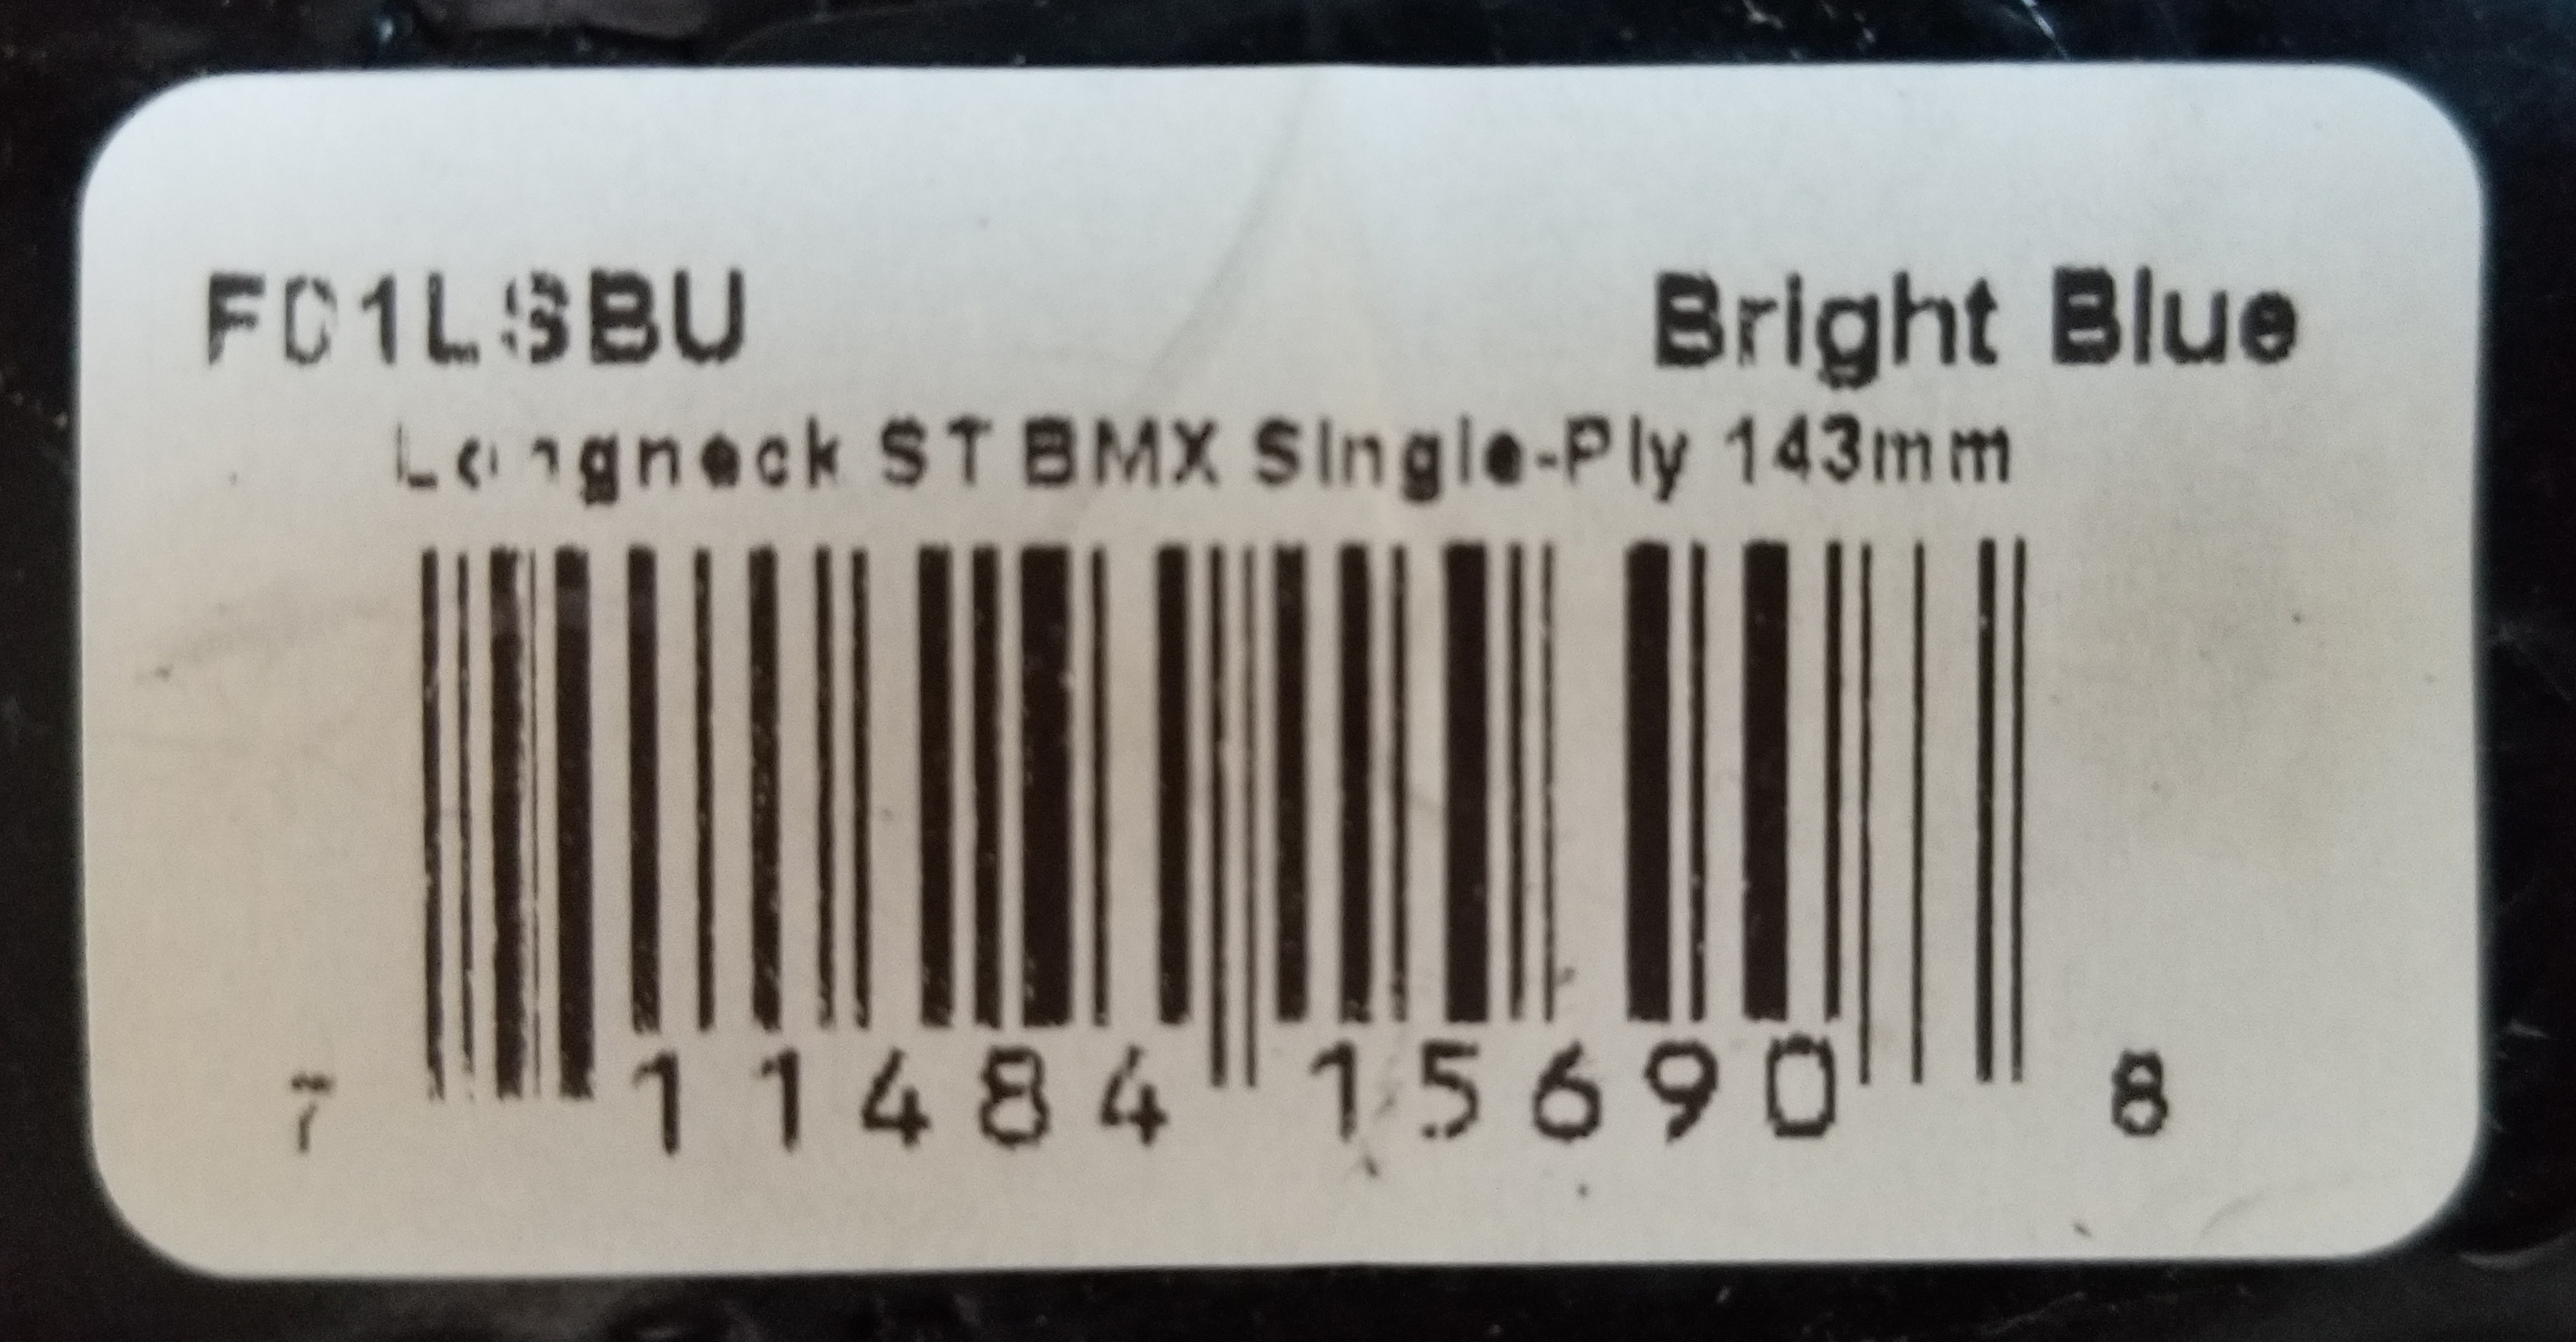 F01LSBU Bright Blue
Longneck ST BMX Single-Ply 143mm
7 11484 15690 8